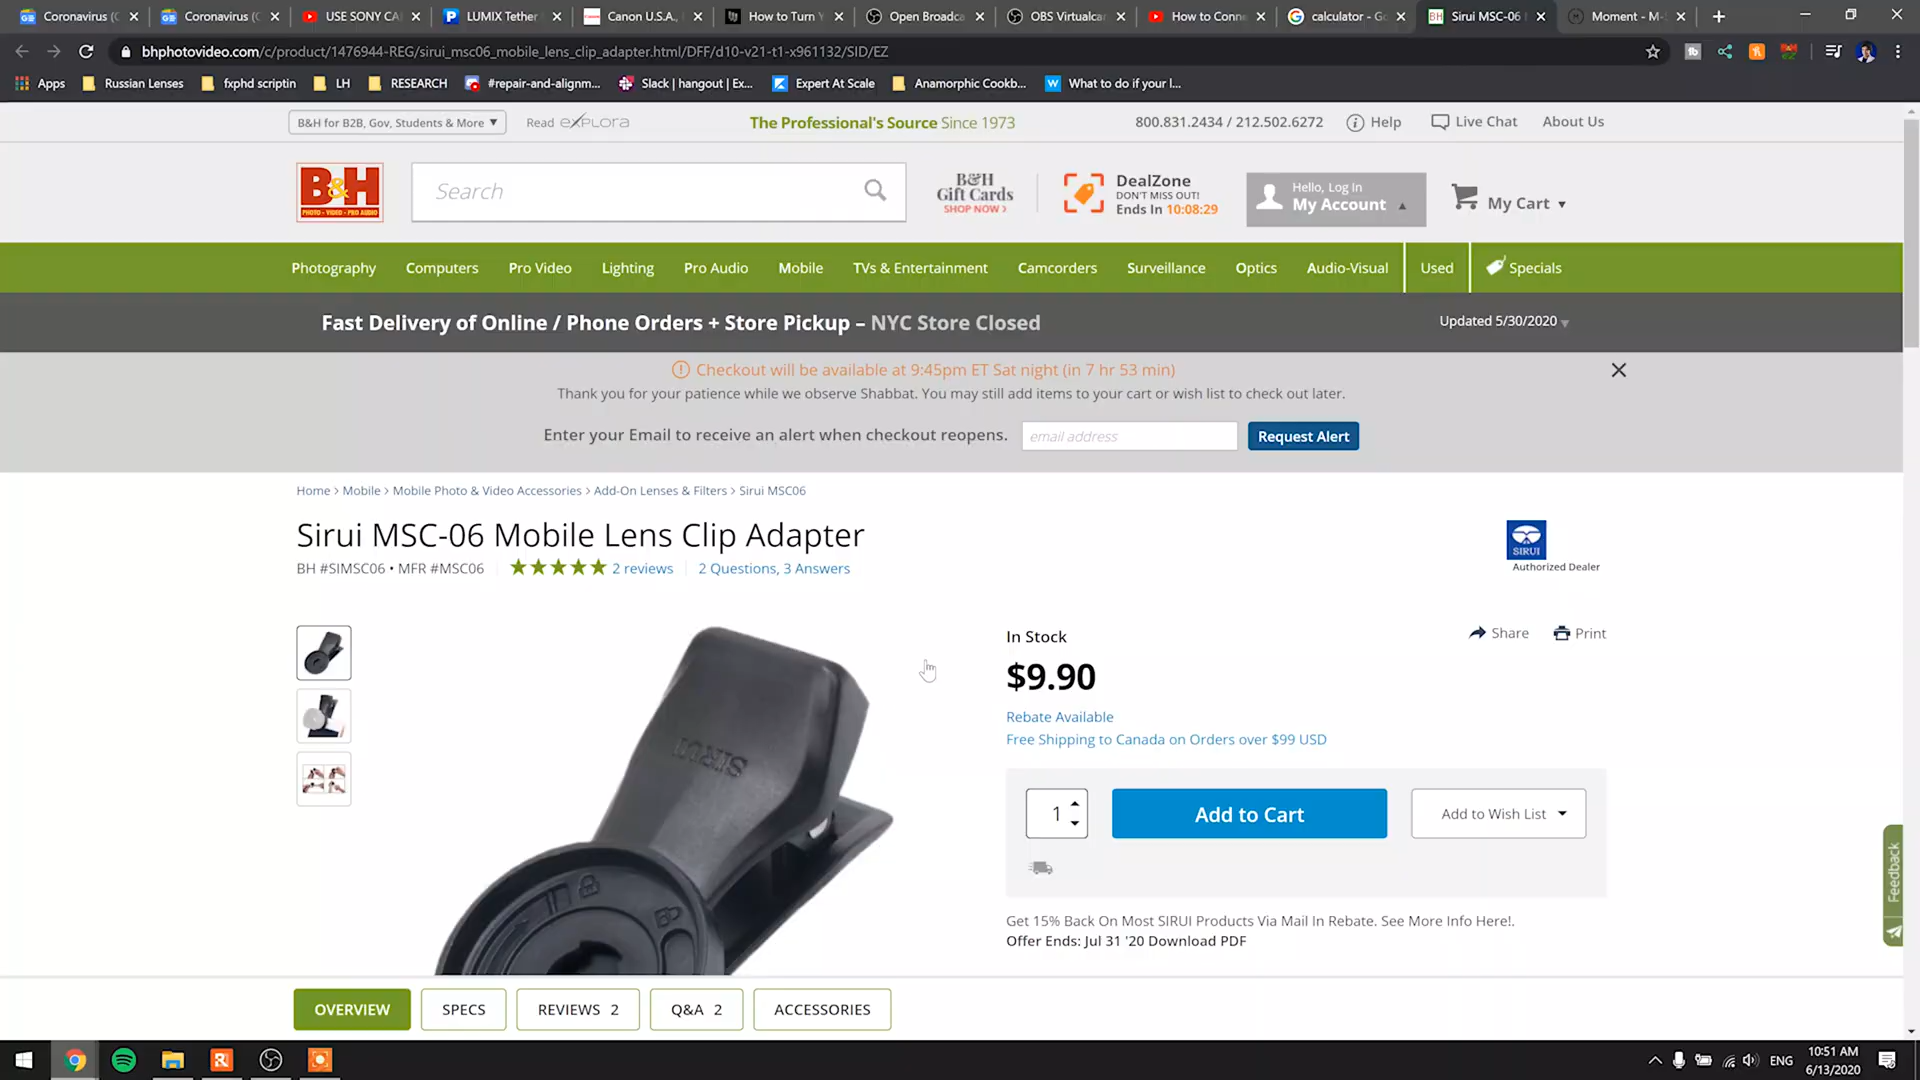 Coronavirus (C
Coronavirus (C
USE SONY CA
LUMIX Tether
Canon U.S.A.,
How to Turn Y
Open Broadca
OBS Virtualca
How to Conn
calculator - Go
Sirui MSC-06
Moment - M-
bhphotovideo.com/c/product/1476944-REG/sirui_msc06_mobile_lens_clip_adapter.html/DFF/d10-v21-t1-x961132/SID/EZ
Apps
Russian Lenses
fxphd scriptin
LH
RESEARCH
#repair-and-alignm...
Slack | hangout | Ex...
Expert At Scale
Anamorphic Cookb...
What to do if your l...
B&H for B2B, Gov, Students & More
Read eXPLORA
The Professional's Source Since 1973
800.831.2434 / 212.502.6272
Help
Live Chat
About Us
B&H
PHOTO - VIDEO - PRO AUDIO
Search
B&H
Gift Cards
SHOP NOW >
DealZone
DON'T MISS OUT!
Ends In 10:08:29
Hello, Log In
My Account
My Cart
Photography
Computers
Pro Video
Lighting
Pro Audio
Mobile
TVs & Entertainment
Camcorders
Surveillance
Optics
Audio-Visual
Used
Specials
Fast Delivery of Online / Phone Orders + Store Pickup – NYC Store Closed
Updated 5/30/2020
Checkout will be available at 9:45pm ET Sat night (in 7 hr 53 min)
Thank you for your patience while we observe Shabbat. You may still add items to your cart or wish list to check out later.
Enter your Email to receive an alert when checkout reopens.
email address
Request Alert
Home > Mobile > Mobile Photo & Video Accessories > Add-On Lenses & Filters > Sirui MSC06
Sirui MSC-06 Mobile Lens Clip Adapter
BH #SIMSC06 • MFR #MSC06
2 reviews
2 Questions, 3 Answers
SIRUI
Authorized Dealer
In Stock
Share
Print
$9.90
Rebate Available
Free Shipping to Canada on Orders over $99 USD
SIRUI
1
Add to Cart
Add to Wish List
Feedback
Get 15% Back On Most SIRUI Products Via Mail In Rebate. See More Info Here!.
Offer Ends: Jul 31 '20 Download PDF
OVERVIEW
SPECS
REVIEWS 2
Q&A 2
ACCESSORIES
ENG
10:51 AM
6/13/2020